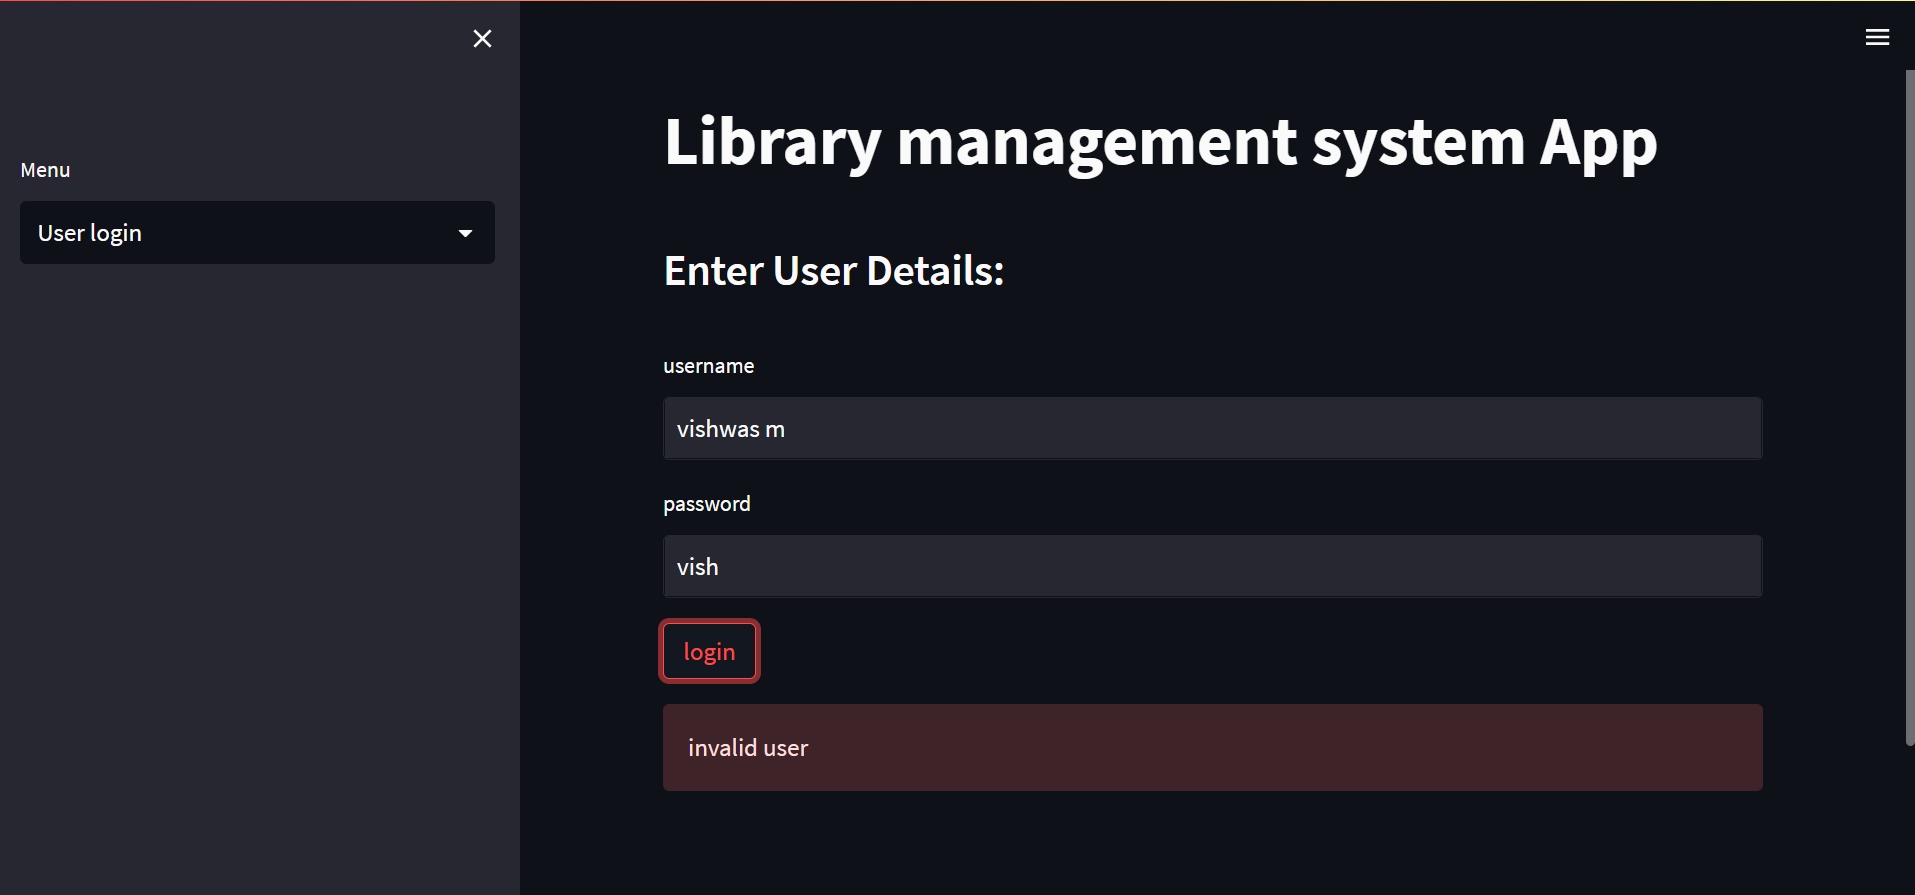 Menu
User login
Library management system App
Enter User Details:
username
vishwas m
password
vish
login
invalid user